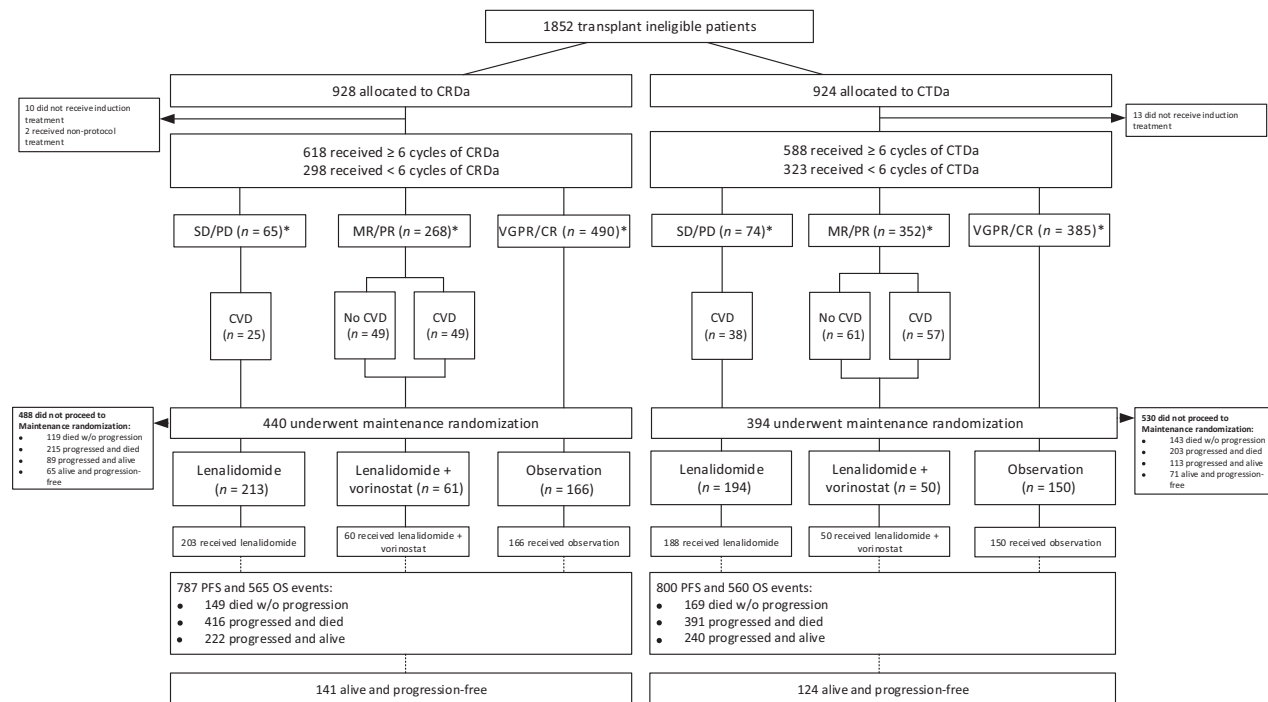 1852 transplant ineligible patients
928 allocated to CRDa
924 allocated to CTDa
10 did not receive induction
treatment
2 received non-protocol
treatment
13 did not receive induction
treatment
618 received ≥ 6 cycles of CRDa
298 received < 6 cycles of CRDa
588 received ≥ 6 cycles of CTDa
323 received < 6 cycles of CTDa
SD/PD (n = 65)*
MR/PR (n = 268)*
VGPR/CR (n = 490)*
SD/PD (n = 74)*
MR/PR (n = 352)*
VGPR/CR (n = 385)*
CVD
(n = 25)
No CVD
(n = 49)
CVD
(n = 49)
CVD
(n = 38)
No CVD
(n = 61)
CVD
(n = 57)
488 did not proceed to
Maintenance randomization:
• 119 died w/o progression
• 215 progressed and died
• 89 progressed and alive
• 65 alive and progression-
free
440 underwent maintenance randomization
394 underwent maintenance randomization
530 did not proceed to
Maintenance randomization:
• 143 died w/o progression
• 203 progressed and died
• 113 progressed and alive
• 71 alive and progression-
free
Lenalidomide
(n = 213)
Lenalidomide +
vorinostat (n = 61)
Observation
(n = 166)
Lenalidomide
(n = 194)
Lenalidomide +
vorinostat (n = 50)
Observation
(n = 150)
203 received lenalidomide
60 received lenalidomide +
vorinostat
166 received observation
188 received lenalidomide
50 received lenalidomide +
vorinostat
150 received observation
787 PFS and 565 OS events:
• 149 died w/o progression
• 416 progressed and died
• 222 progressed and alive
800 PFS and 560 OS events:
• 169 died w/o progression
• 391 progressed and died
• 240 progressed and alive
141 alive and progression-free
124 alive and progression-free